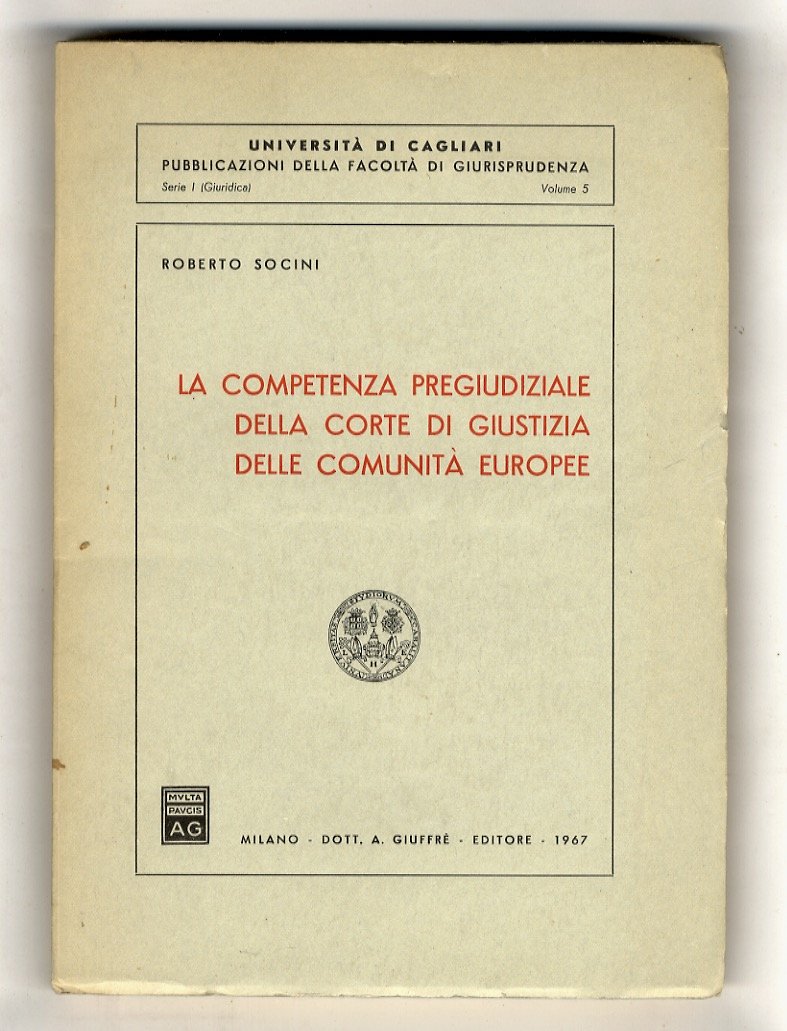 UNIVERSITÀ DI CAGLIARI
PUBBLICAZIONI DELLA FACOLTÀ DI GIURISPRUDENZA
Serie I (Giuridica) Volume 5
ROBERTO SOCINI
LA COMPETENZA PREGIUDIZIALE
DELLA CORTE DI GIUSTIZIA
DELLE COMUNITÀ EUROPEE
MVLTA
PAVCIS
AG
MILANO - DOTT. A. GIUFFRÈ - EDITORE - 1967